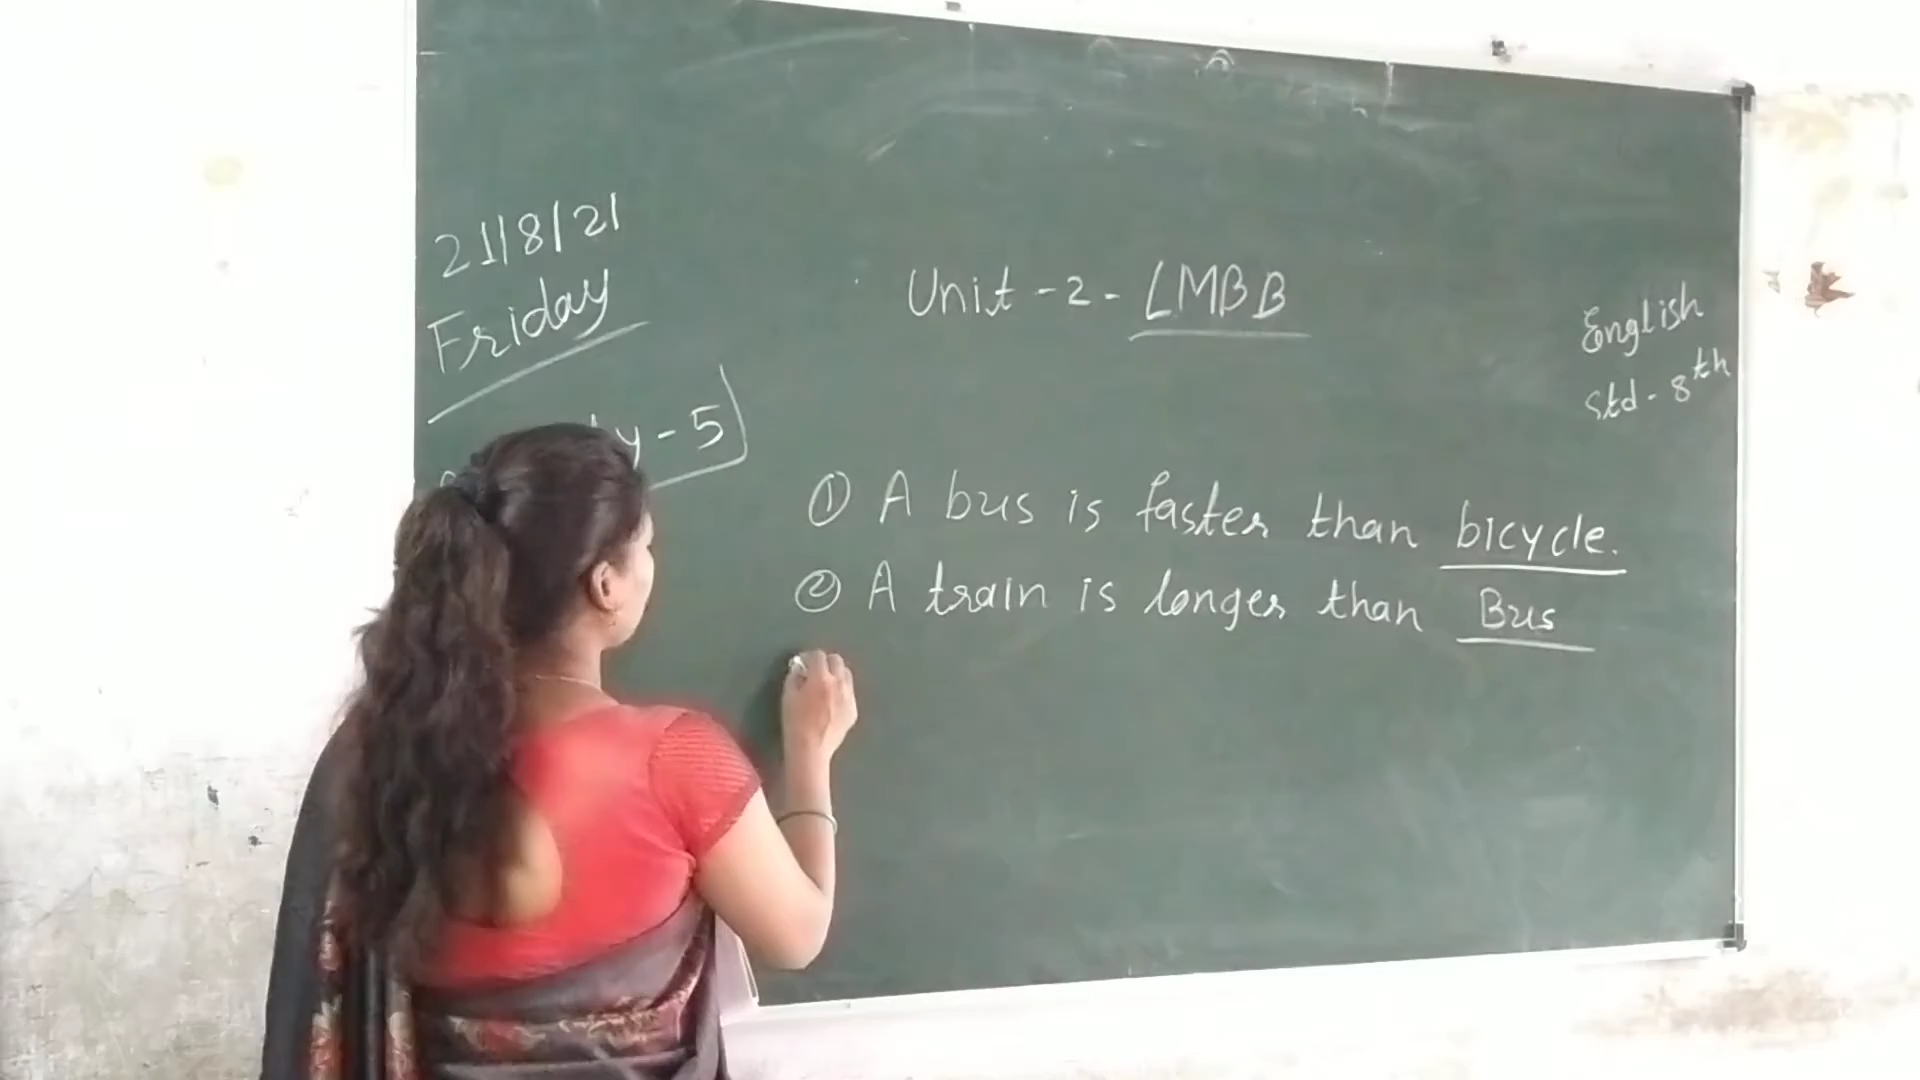 21/8/21
Friday
y-5
Unit-2-LMBB
English
Std-8th
① A bus is faster than bicycle.
② A train is longer than Bus